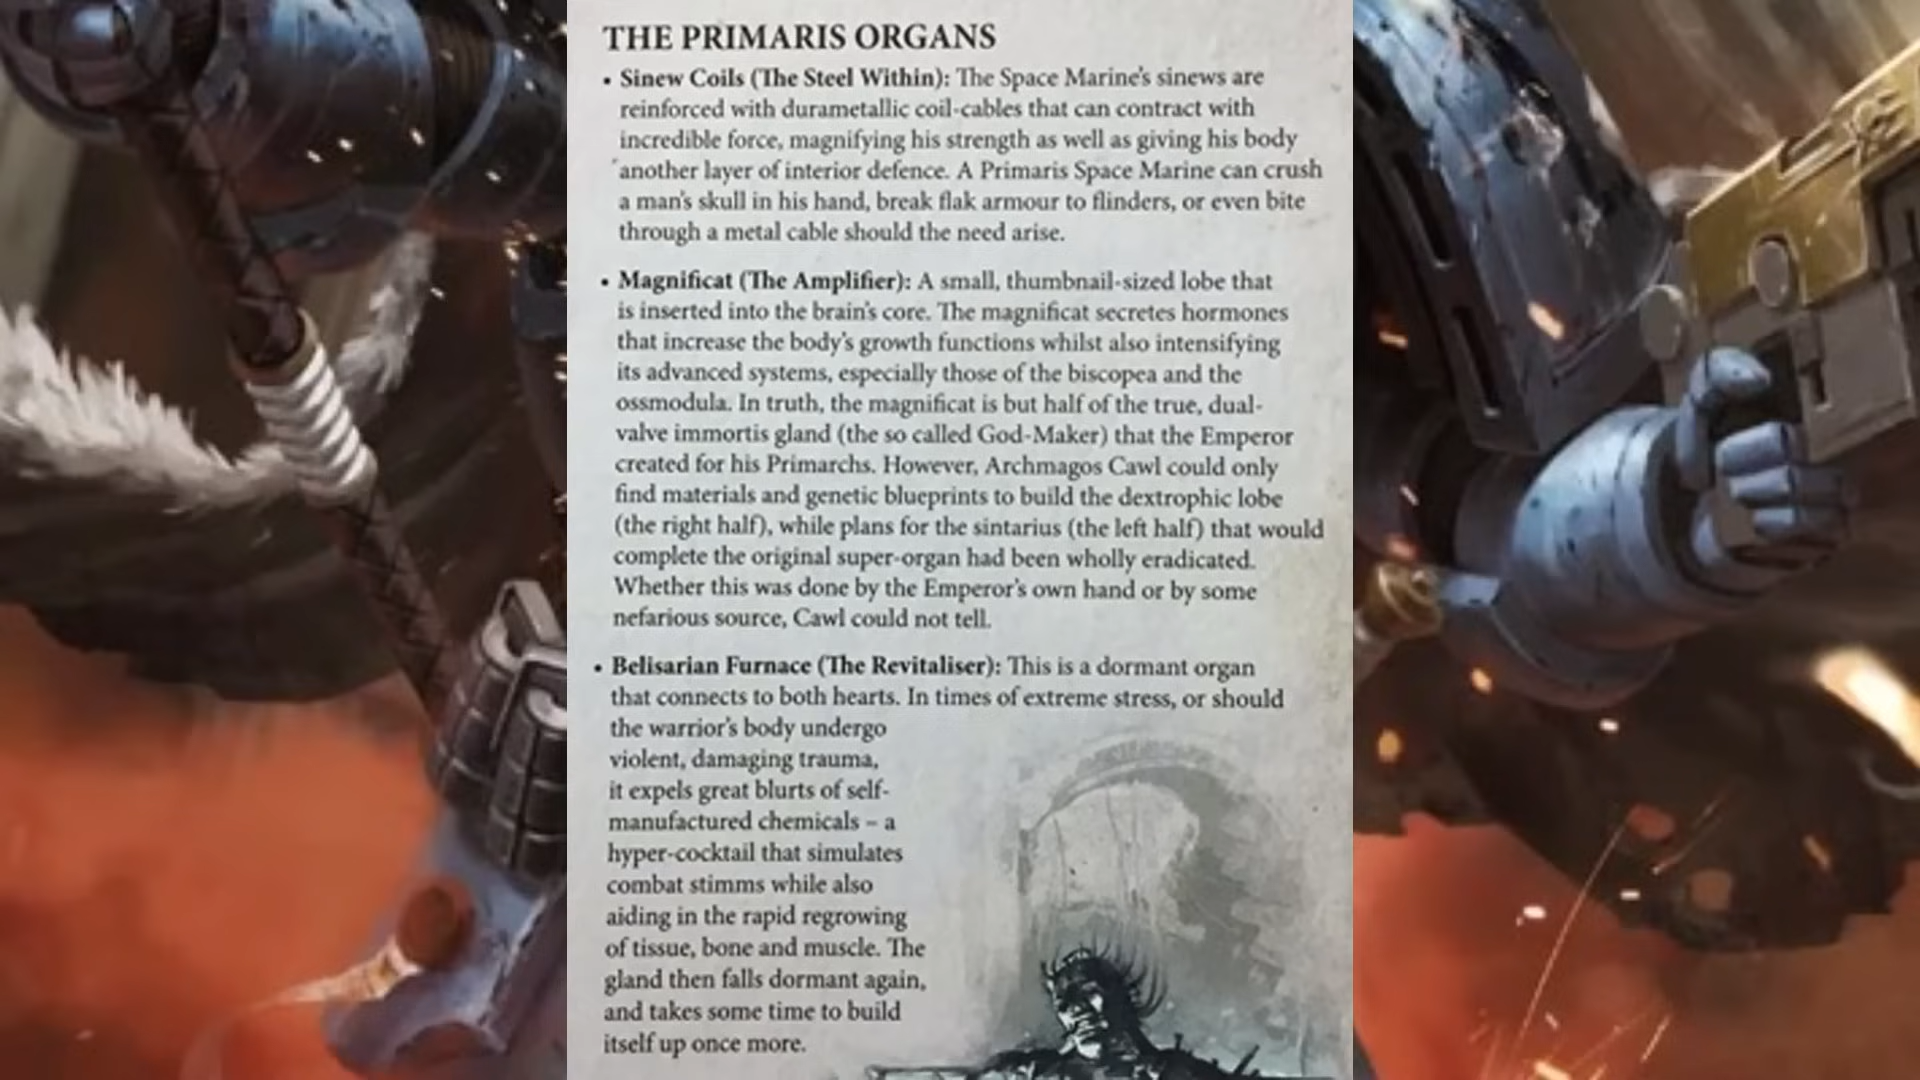 THE PRIMARIS ORGANS
• Sinew Coils (The Steel Within): The Space Marine's sinews are
reinforced with durametallic coil-cables that can contract with
incredible force, magnifying his strength as well as giving his body
another layer of interior defence. A Primaris Space Marine can crush
a man's skull in his hand, break flak armour to flinders, or even bite
through a metal cable should the need arise.
• Magnificat (The Amplifier): A small, thumbnail-sized lobe that
is inserted into the brain's core. The magnificat secretes hormones
that increase the body's growth functions whilst also intensifying
its advanced systems, especially those of the biscopea and the
ossmodula. In truth, the magnificat is but half of the true, dual-
valve immortis gland (the so called God-Maker) that the Emperor
created for his Primarchs. However, Archmagos Cawl could only
find materials and genetic blueprints to build the dextrophic lobe
(the right half), while plans for the sintarius (the left half) that would
complete the original super-organ had been wholly eradicated.
Whether this was done by the Emperor's own hand or by some
nefarious source, Cawl could not tell.
• Belisarian Furnace (The Revitaliser): This is a dormant organ
that connects to both hearts. In times of extreme stress, or should
the warrior's body undergo
violent, damaging trauma,
it expels great blurts of self-
manufactured chemicals – a
hyper-cocktail that simulates
combat stimms while also
aiding in the rapid regrowing
of tissue, bone and muscle. The
gland then falls dormant again,
and takes some time to build
itself up once more.